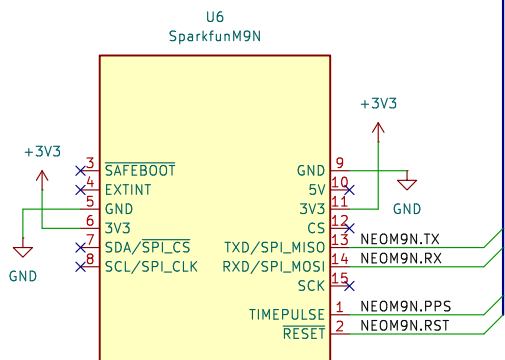 U6
SparkfunM9N
+3V3
+3V3
3 SAFEBOOT GND 9
4 EXTINT 5V 10
5 GND 3V3 11
GND
6 3V3 CS 12
7 SDA/SPI_CS TXD/SPI_MISO 13 NEOM9N.TX
8 SCL/SPI_CLK RXD/SPI_MOSI 14 NEOM9N.RX
GND
SCK 15
TIMEPULSE 1 NEOM9N.PPS
RESET 2 NEOM9N.RST